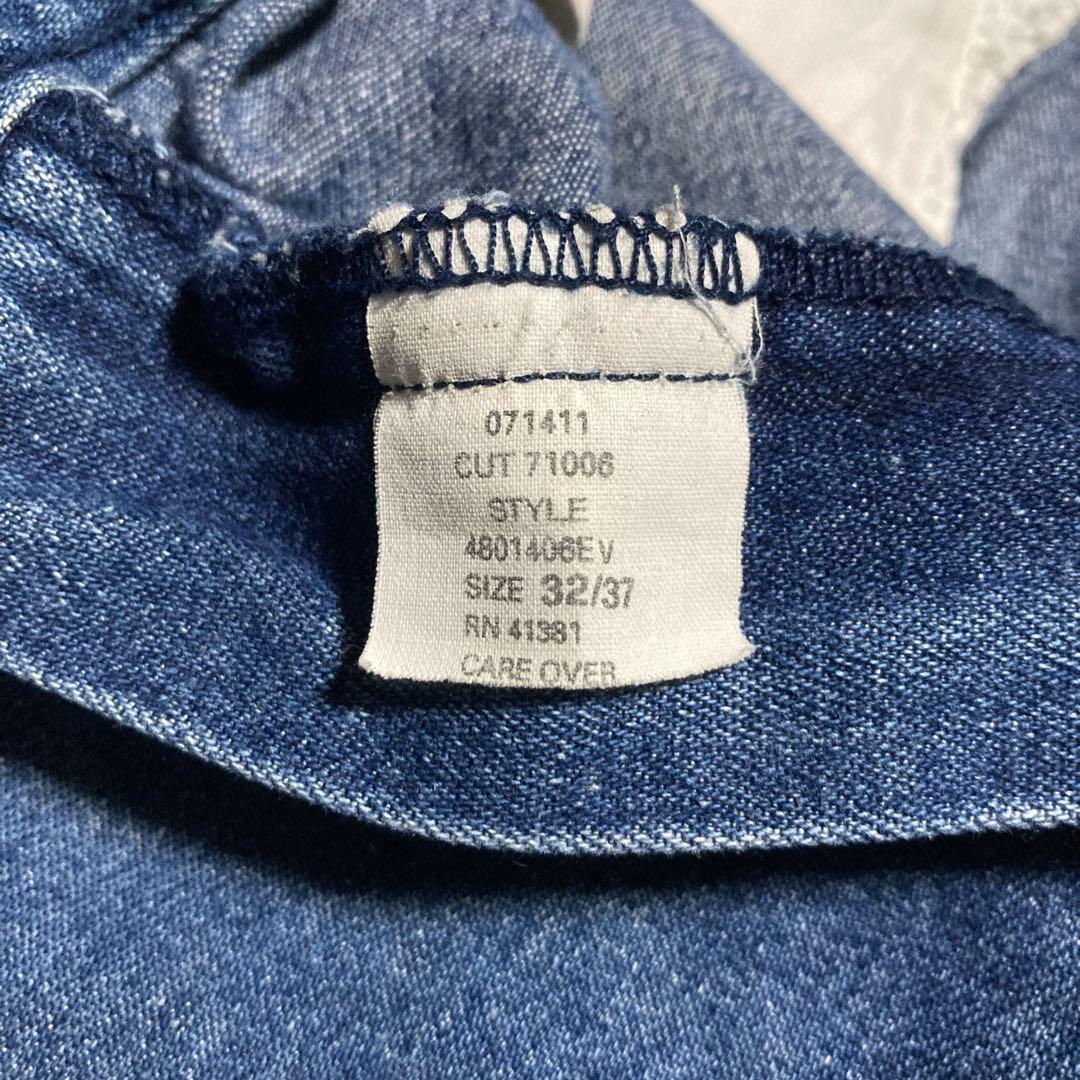 071411
CUT 71006
STYLE
4801406EV
SIZE 32/37
RN 41381
CARE OVER